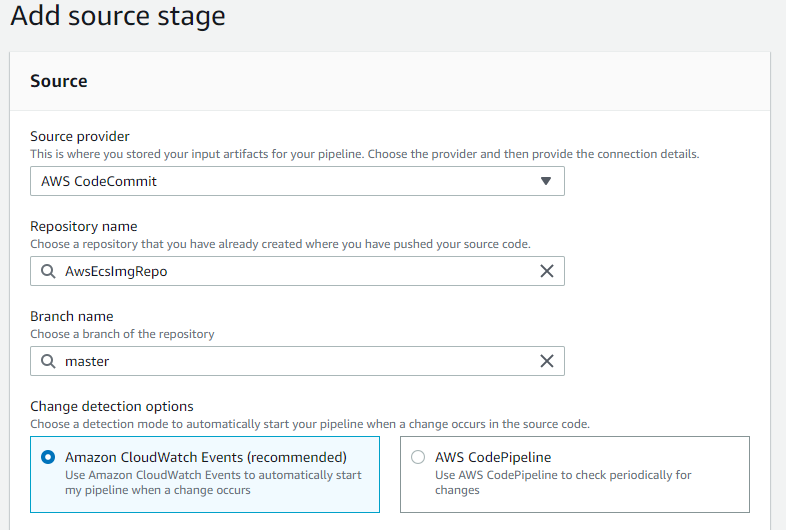 Add source stage
Source
Source provider
This is where you stored your input artifacts for your pipeline. Choose the provider and then provide the connection details.
AWS CodeCommit
Repository name
Choose a repository that you have already created where you have pushed your source code.
AwsEcsImgRepo
Branch name
Choose a branch of the repository
master
Change detection options
Choose a detection mode to automatically start your pipeline when a change occurs in the source code.
Amazon CloudWatch Events (recommended)
Use Amazon CloudWatch Events to automatically start
my pipeline when a change occurs
AWS CodePipeline
Use AWS CodePipeline to check periodically for
changes